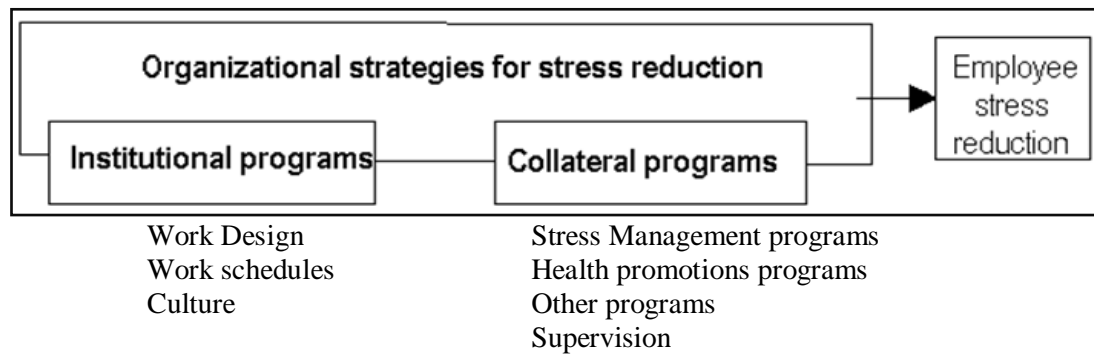 Organizational strategies for stress reduction
Institutional programs
Collateral programs
Employee
stress
reduction
Work Design
Work schedules
Culture
Stress Management programs
Health promotions programs
Other programs
Supervision